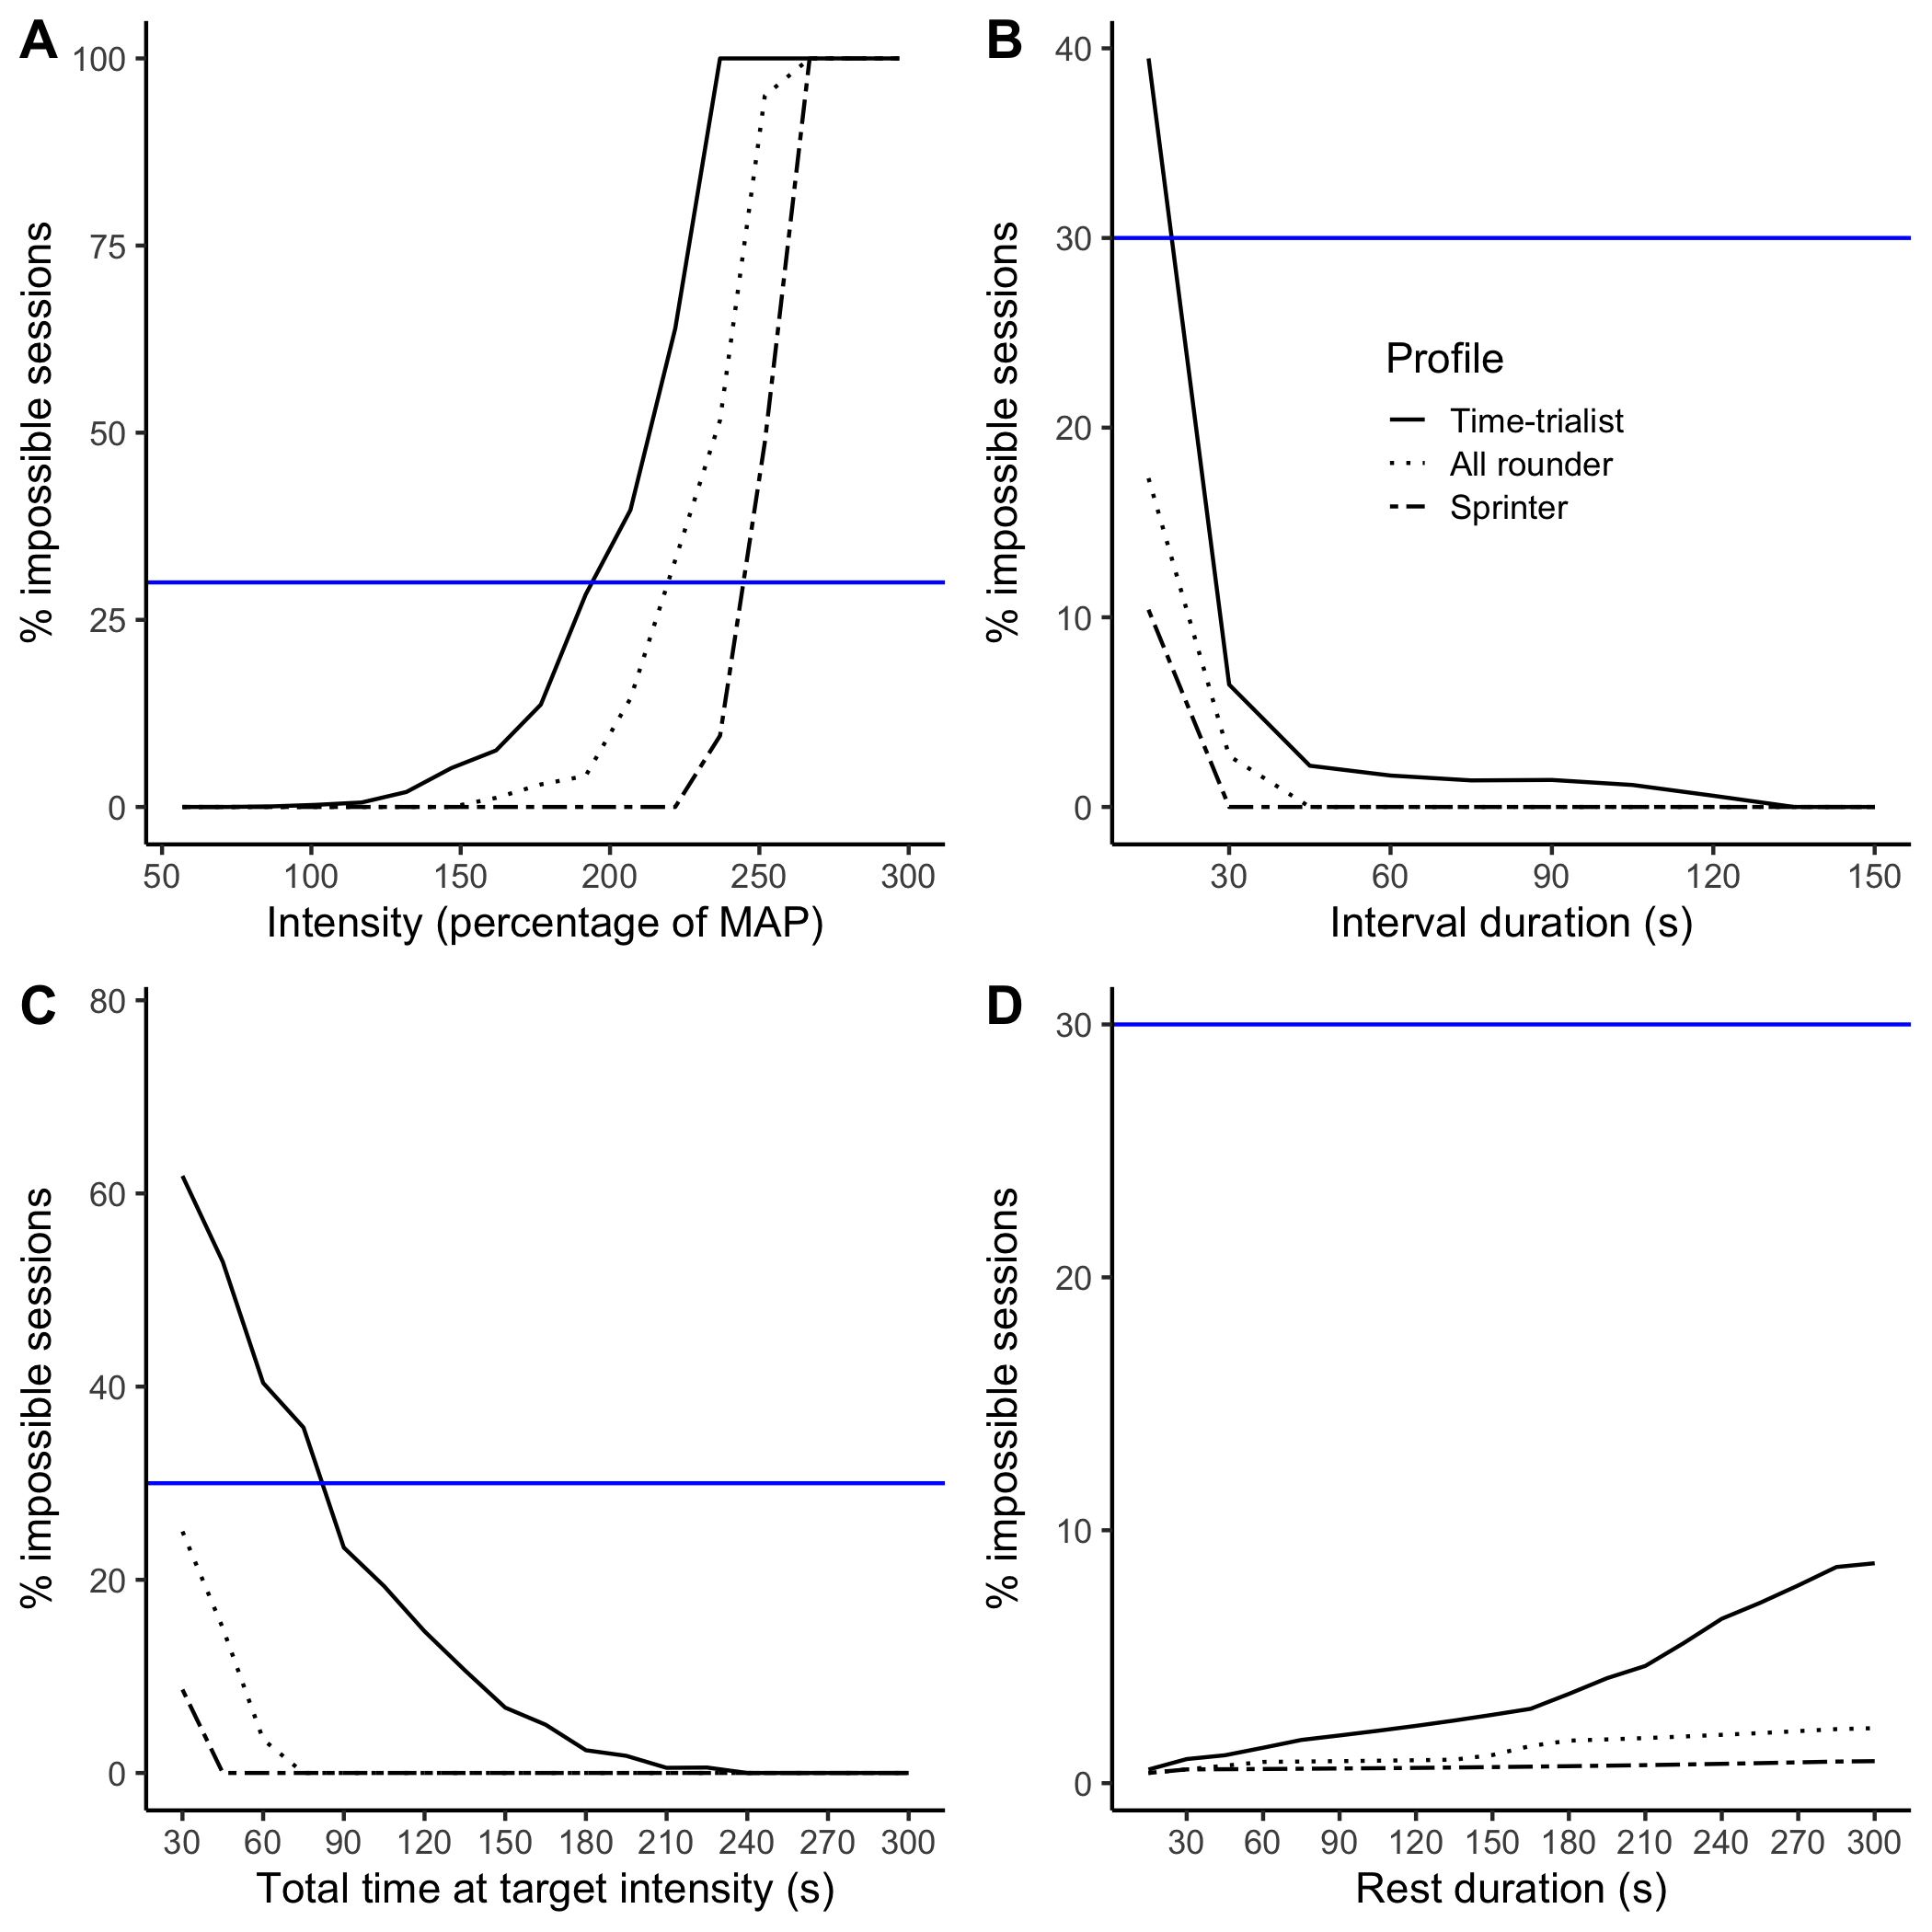 A
% impossible sessions
100
75
50
25
0
50 100 150 200 250 300
Intensity (percentage of MAP)
B
% impossible sessions
40
30
20
10
0
Profile
Time-trialist
All rounder
Sprinter
30 60 90 120 150
Interval duration (s)
C
% impossible sessions
80
60
40
20
0
30 60 90 120 150 180 210 240 270 300
Total time at target intensity (s)
D
% impossible sessions
30
20
10
0
30 60 90 120 150 180 210 240 270 300
Rest duration (s)